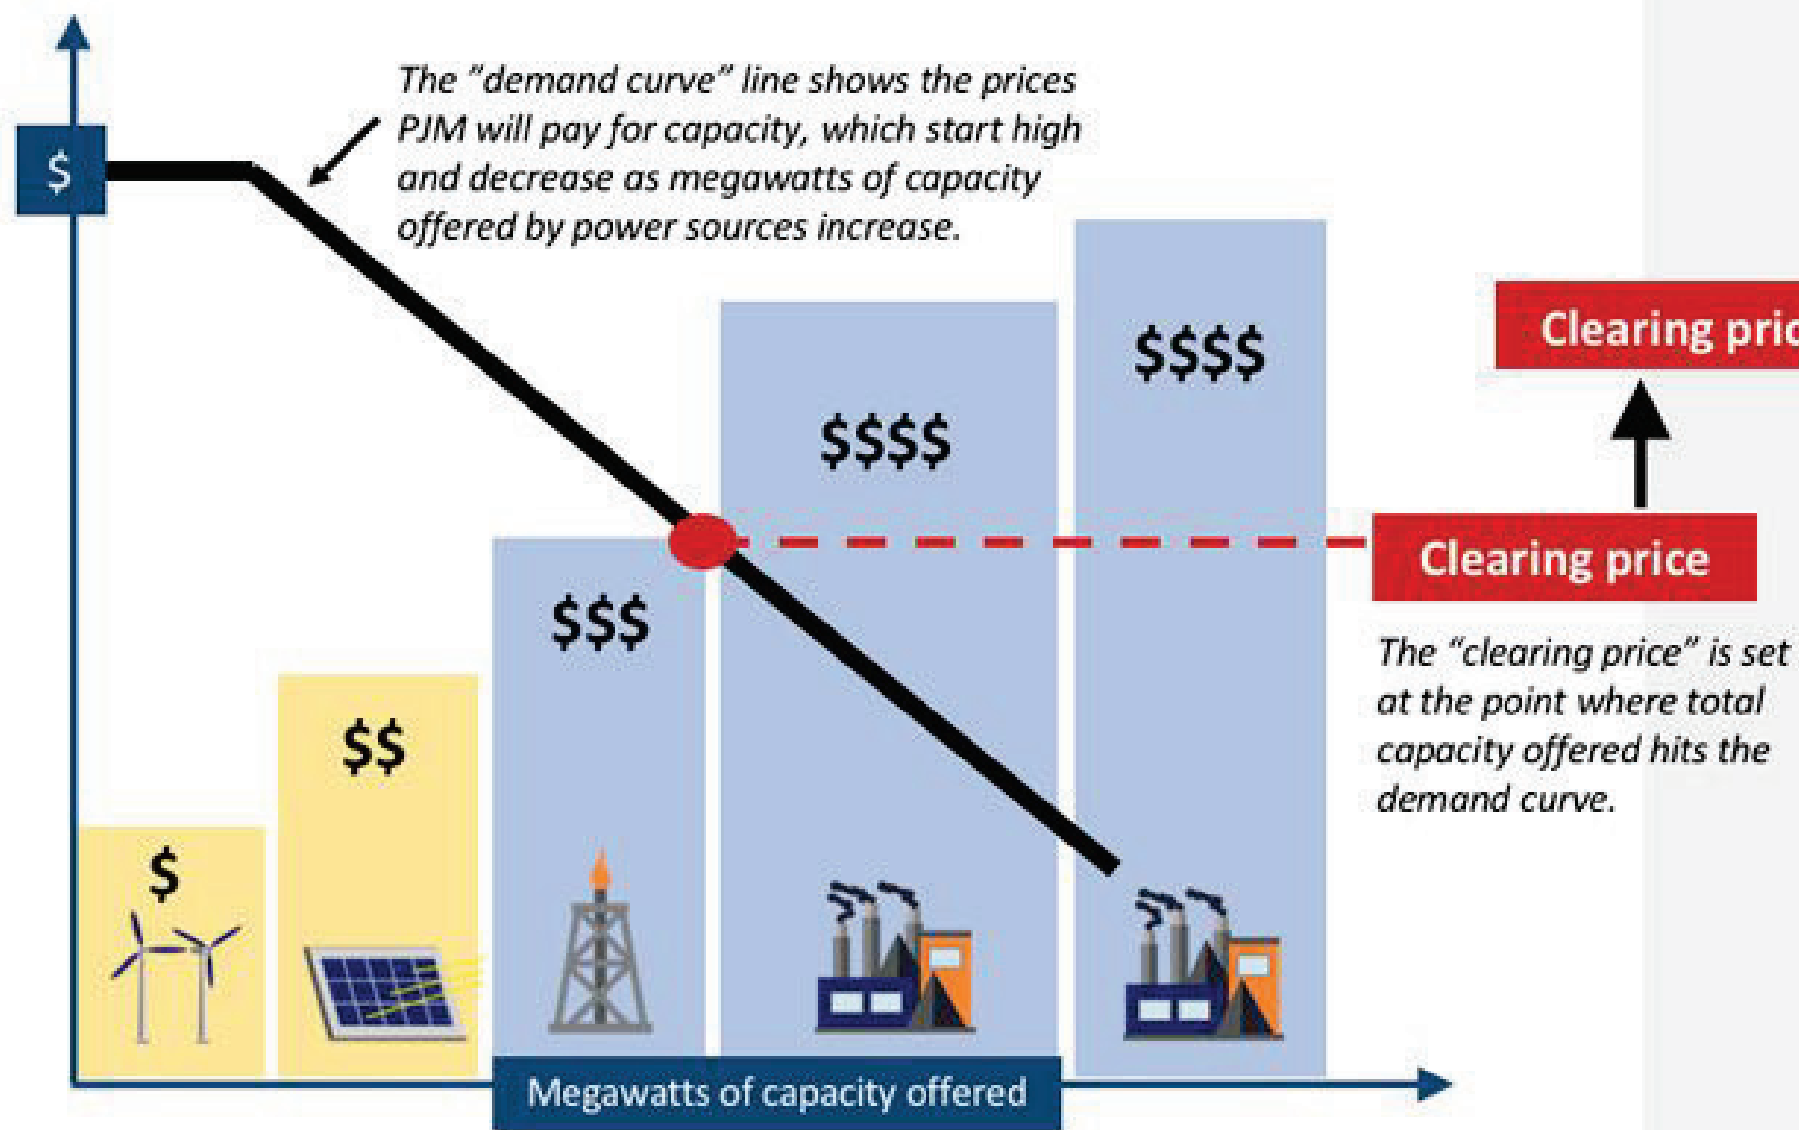 The "demand curve" line shows the prices
PJM will pay for capacity, which start high
and decrease as megawatts of capacity
offered by power sources increase.
$
$$$$
Clearing pric
$$$$
Clearing price
$$$
The "clearing price" is set
at the point where total
capacity offered hits the
demand curve.
$$
$
Megawatts of capacity offered